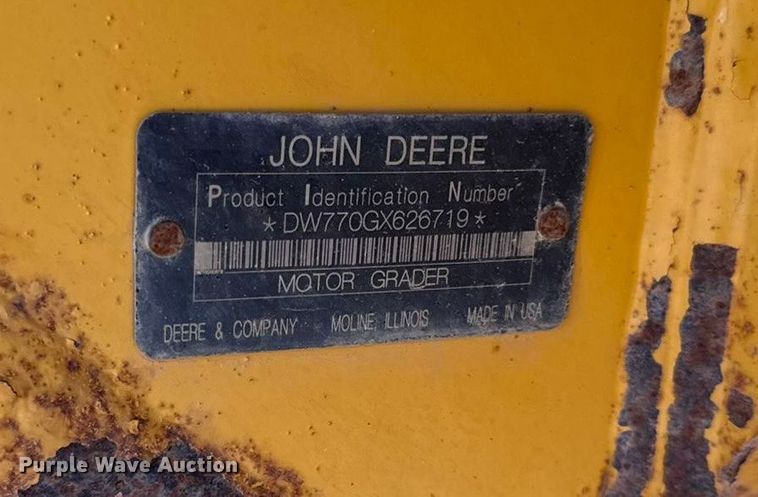 JOHN DEERE
Product Identification Number
*DW770GX626719*
MOTOR GRADER
DEERE & COMPANY MOLINE, ILLINOIS MADE IN USA
Purple Wave Auction